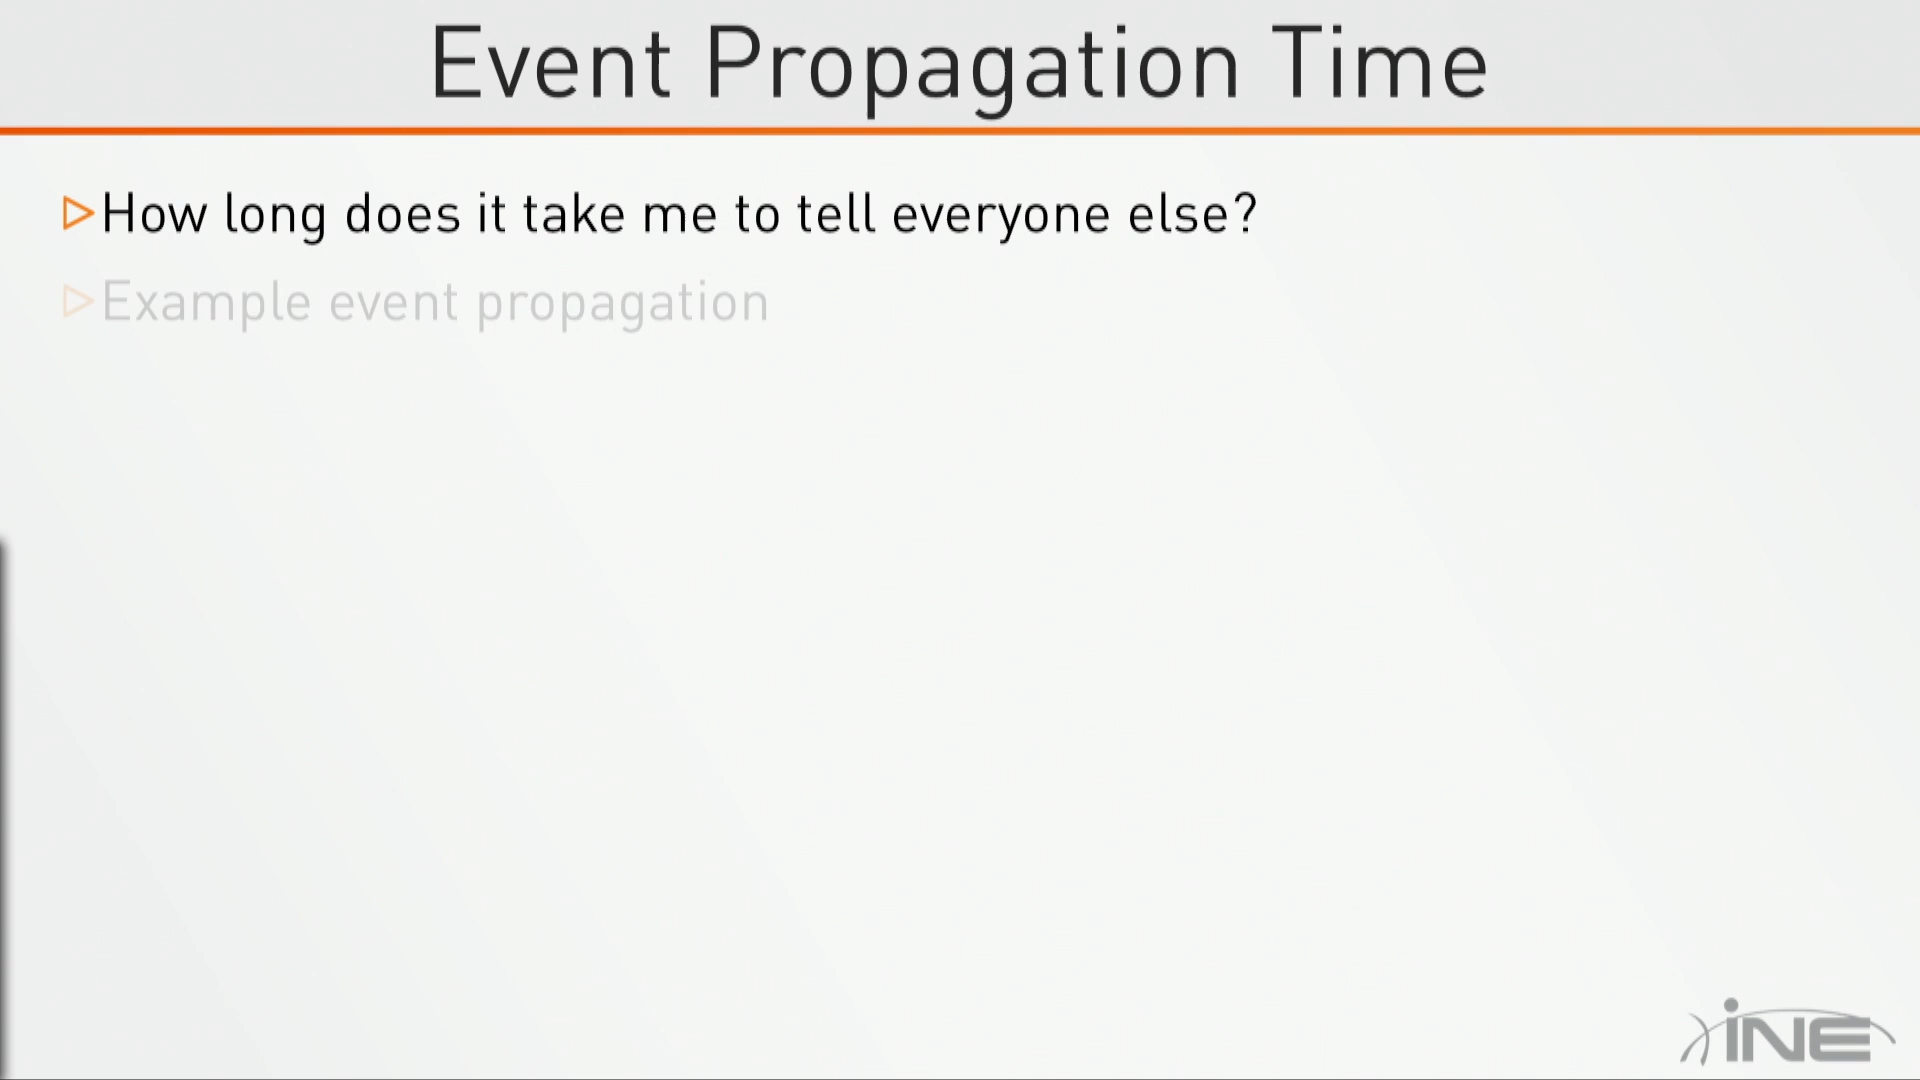 Event Propagation Time
How long does it take me to tell everyone else?
Example event propagation
iNE